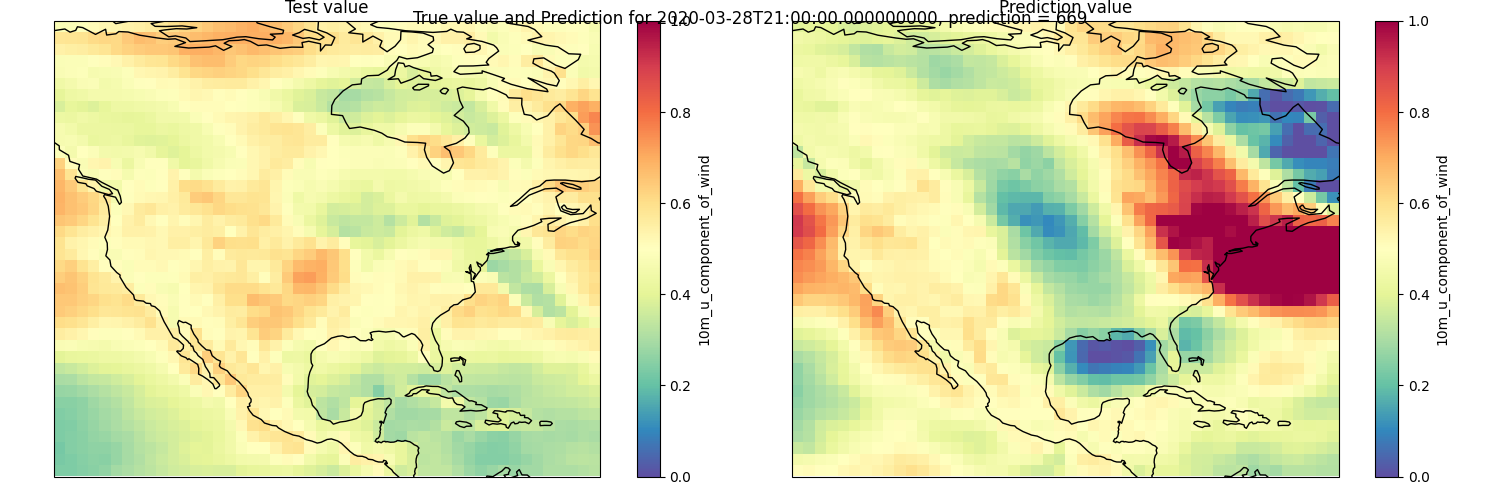 Test value
Prediction value
True value and Prediction for 2020-03-28T21:00:00.000000000, prediction = 669
1.0
0.8
0.6
0.4
0.2
0.0
10m_u_component_of_wind
1.0
0.8
0.6
0.4
0.2
0.0
10m_u_component_of_wind